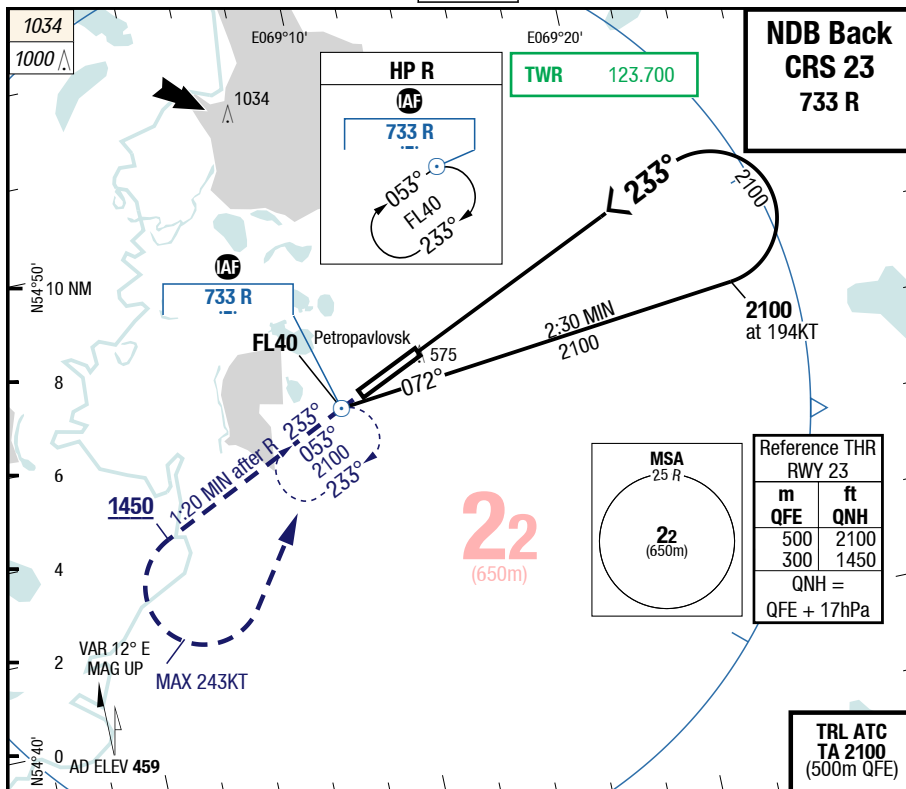 1034
1000
E069°10'
E069°20'
NDB Back
CRS 23
733 R
TWR 123.700
HP R
IAF
733 R
053°
FL40
233°
1034
233°
2100
IAF
733 R
N54°50'
10 NM
FL40
Petropavlovsk
575
2:30 MIN
2100
2100
at 194KT
072°
8
6
4
2
0
1:20 MIN after R 233°
053°
2100
233°
1450
MAX 243KT
22
(650m)
MSA
25 R
22
(650m)
Reference THR
RWY 23
m ft
QFE QNH
500 2100
300 1450
QNH =
QFE + 17hPa
VAR 12° E
MAG UP
N54°40'
AD ELEV 459
TRL ATC
TA 2100
(500m QFE)